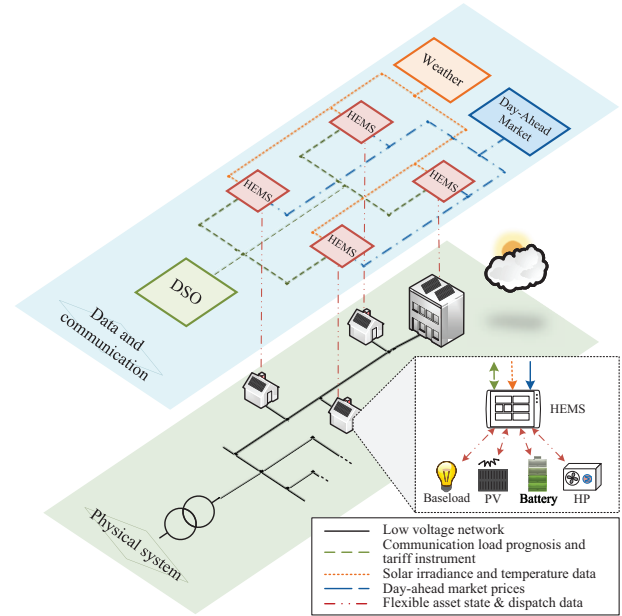 Weather
Day-Ahead
Market
HEMS
HEMS
HEMS
HEMS
DSO
Data and
communication
HEMS
Baseload
PV
Battery
HP
Physical system
Low voltage network
Communication load prognosis and
tariff instrument
Solar irradiance and temperature data
Day-ahead market prices
Flexible asset state & dispatch data